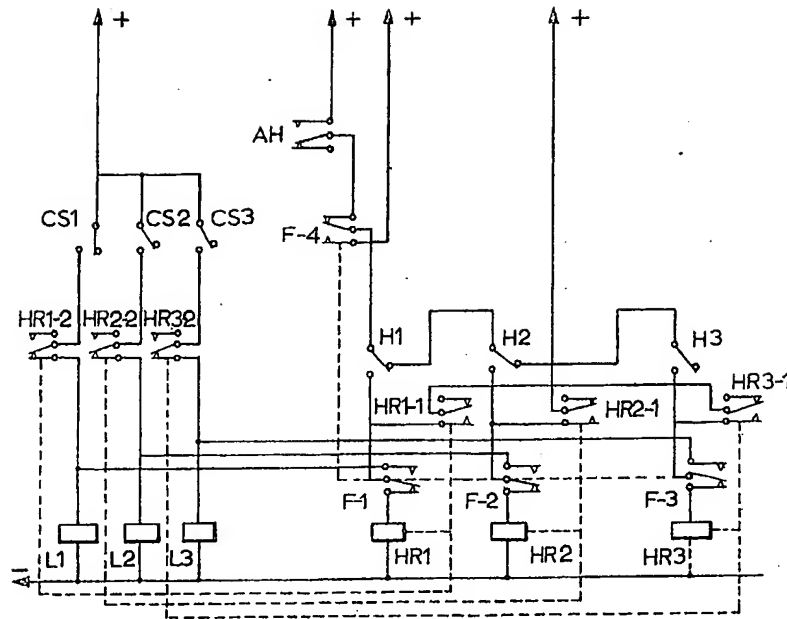 + + + +
AH
CS1 CS2 CS3
F-4
HR1-2 HR2-2 HR3-2
H1 H2 H3
HR3-1
HR1-1 HR2-1
F-1 F-2 F-3
L1 L2 L3 HR1 HR2 HR3
-